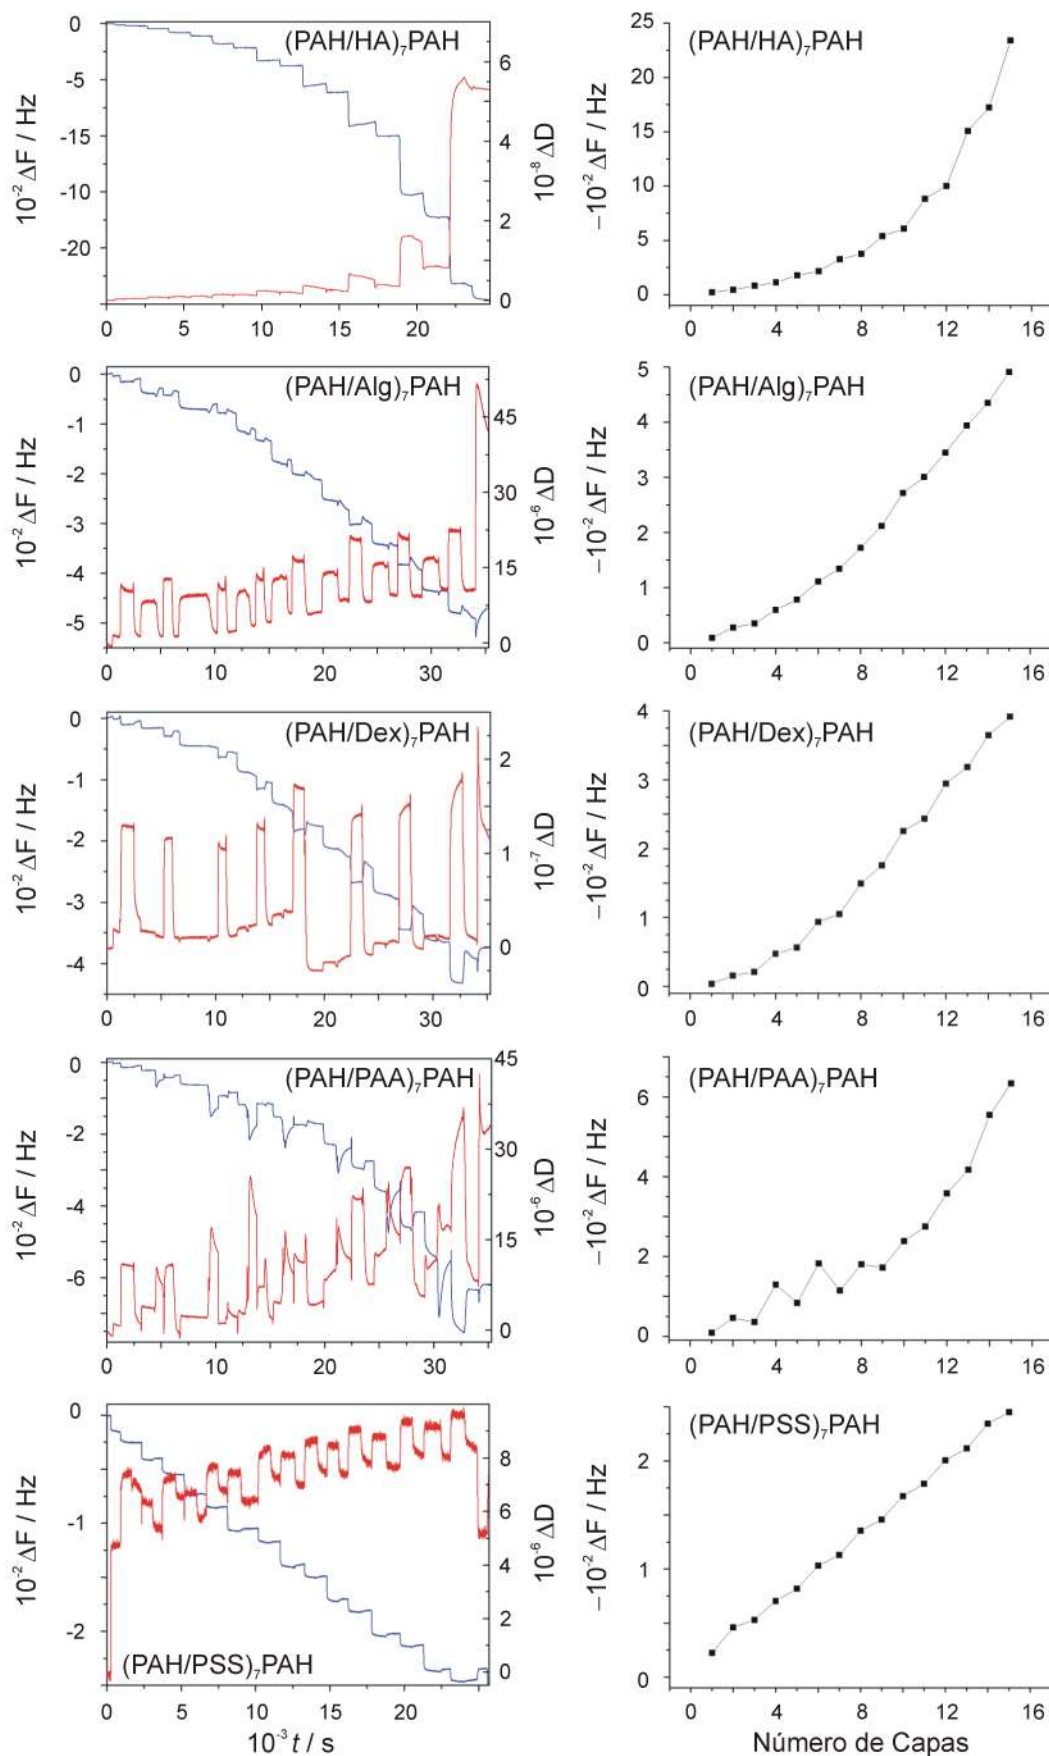 (PAH/HA)₇PAH
10⁻² ΔF / Hz
0
-5
-15
-10
-20
6
4
2
0
10⁻⁸ ΔD
0 5 10 15 20
(PAH/HA)₇PAH
−10⁻² ΔF / Hz
25
20
15
10
5
0
0 4 8 12 16
(PAH/Alg)₇PAH
10⁻² ΔF / Hz
0
-1
-2
-3
-4
-5
45
30
15
0
10⁻⁶ ΔD
0 10 20 30
(PAH/Alg)₇PAH
−10⁻² ΔF / Hz
5
4
3
2
1
0
0 4 8 12 16
(PAH/Dex)₇PAH
10⁻² ΔF / Hz
0
-1
-2
-3
-4
2
1
0
10⁻⁷ ΔD
0 10 20 30
(PAH/Dex)₇PAH
−10⁻² ΔF / Hz
4
3
2
1
0
0 4 8 12 16
(PAH/PAA)₇PAH
10⁻² ΔF / Hz
0
-2
-4
-6
45
30
15
0
10⁻⁶ ΔD
0 10 20 30
(PAH/PAA)₇PAH
−10⁻² ΔF / Hz
6
4
2
0
0 4 8 12 16
(PAH/PSS)₇PAH
10⁻² ΔF / Hz
0
-1
-2
8
6
4
2
0
10⁻⁶ ΔD
0 5 10 15 20
10⁻³ t / s
(PAH/PSS)₇PAH
−10⁻² ΔF / Hz
2
1
0
0 4 8 12 16
Número de Capas